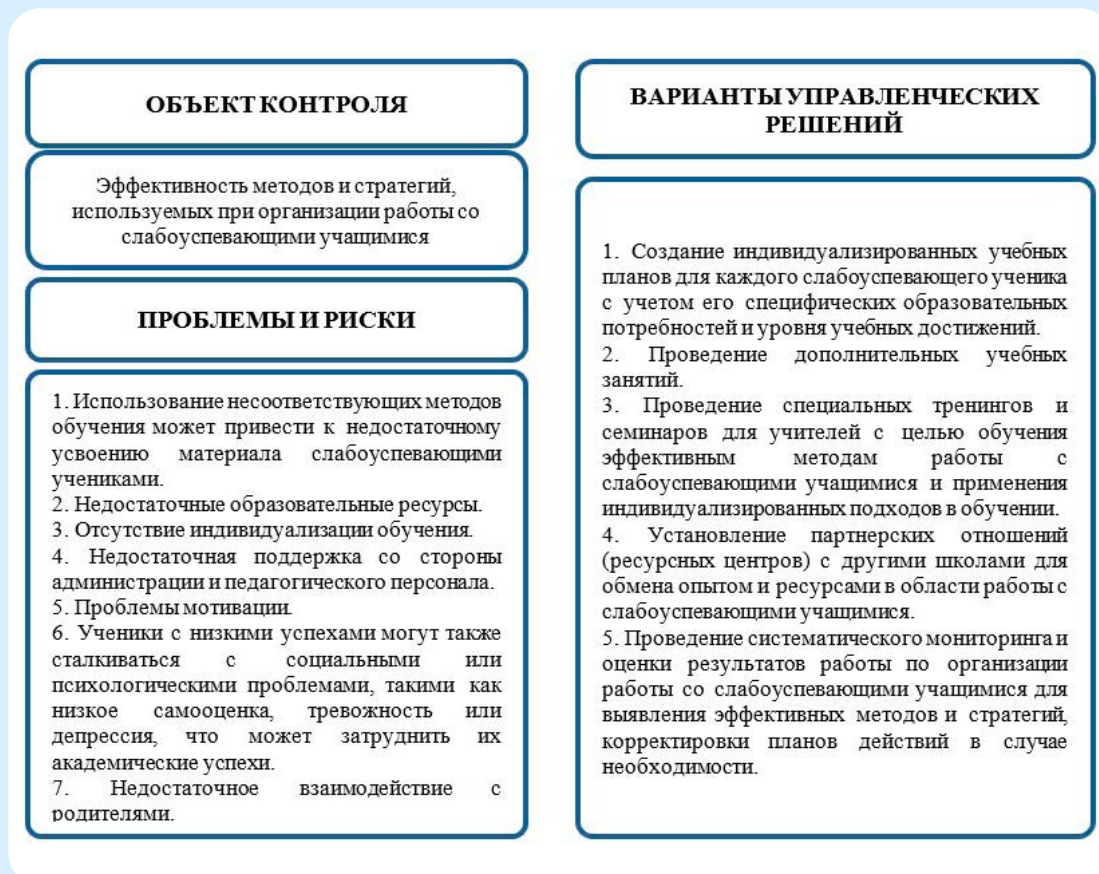 ОБЪЕКТ КОНТРОЛЯ
Эффективность методов и стратегий,
используемых при организации работы со
слабоуспевающими учащимися
ПРОБЛЕМЫ И РИСКИ
1. Использование несоответствующих методов
обучения может привести к недостаточному
усвоению материала слабоуспевающими
учениками.
2. Недостаточные образовательные ресурсы.
3. Отсутствие индивидуализации обучения.
4. Недостаточная поддержка со стороны
администрации и педагогического персонала.
5. Проблемы мотивации.
6. Ученики с низкими успехами могут также
сталкиваться с социальными или
психологическими проблемами, такими как
низкое самооценка, тревожность или
депрессия, что может затруднить их
академические успехи.
7. Недостаточное взаимодействие с
родителями.
ВАРИАНТЫ УПРАВЛЕНЧЕСКИХ
РЕШЕНИЙ
1. Создание индивидуализированных учебных
планов для каждого слабоуспевающего ученика
с учетом его специфических образовательных
потребностей и уровня учебных достижений.
2. Проведение дополнительных учебных
занятий.
3. Проведение специальных тренингов и
семинаров для учителей с целью обучения
эффективным методам работы с
слабоуспевающими учащимися и применения
индивидуализированных подходов в обучении.
4. Установление партнерских отношений
(ресурсных центров) с другими школами для
обмена опытом и ресурсами в области работы с
слабоуспевающими учащимися.
5. Проведение систематического мониторинга и
оценки результатов работы по организации
работы со слабоуспевающими учащимися для
выявления эффективных методов и стратегий,
корректировки планов действий в случае
необходимости.